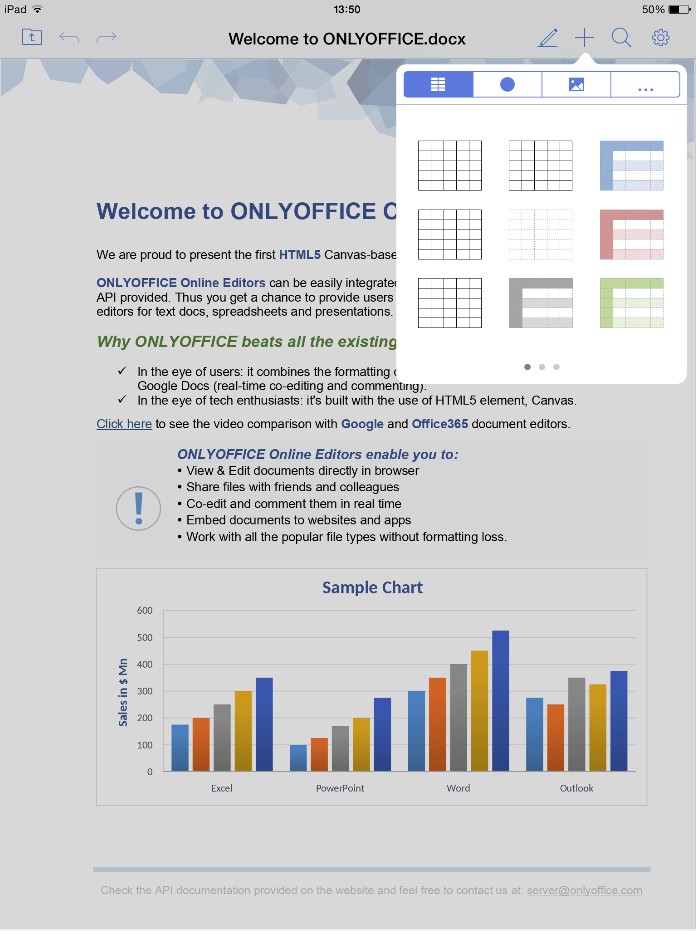 iPad
13:50
50%
Welcome to ONLYOFFICE.docx
...
Welcome to ONLYOFFICE
We are proud to present the first HTML5
ONLYOFFICE Online Editors can be easily
API provided. Thus you get a chance to provide users
editors for text docs, spreadsheets and presentations.
Why ONLYOFFICE beats all the existing
✓ In the eye of users: it combines the formatting
Google Docs (real-time co-editing and commenting).
✓ In the eye of tech enthusiasts: it's built with the use of HTML5 element, Canvas.
Click here to see the video comparison with Google and Office365 document editors.
ONLYOFFICE Online Editors enable you to:
• View & Edit documents directly in browser
• Share files with friends and colleagues
• Co-edit and comment them in real time
• Embed documents to websites and apps
• Work with all the popular file types without formatting loss.
!
Sample Chart
Sales in $ Mn
600
500
400
300
200
100
0
Excel PowerPoint Word Outlook
Check the API documentation provided on the website and feel free to contact us at: server@onlyoffice.com